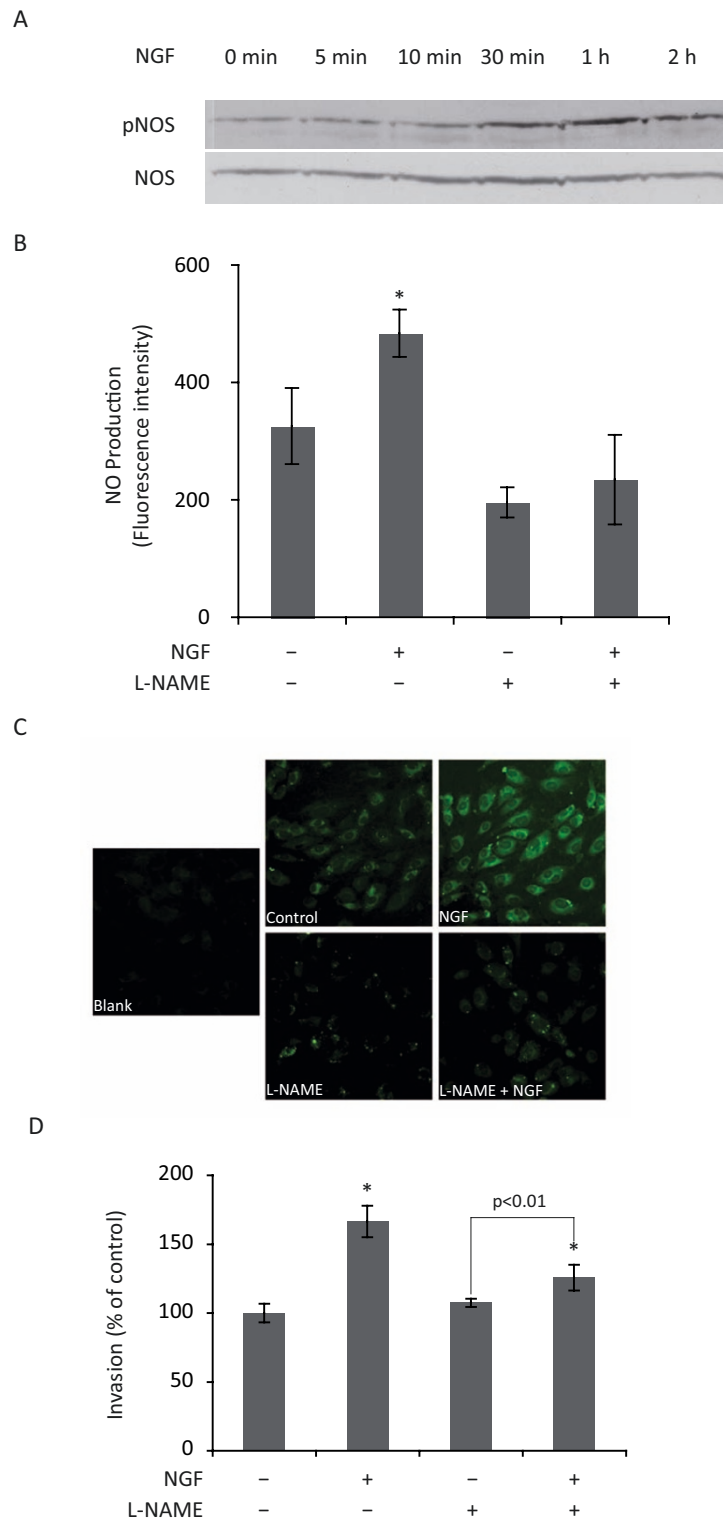 A
NGF 0 min 5 min 10 min 30 min 1 h 2 h
pNOS
NOS
B
600
400
200
0
NO Production
(Fluorescence intensity)
*
NGF – + – +
L-NAME – – + +
C
Blank
Control
NGF
L-NAME
L-NAME + NGF
D
200
150
100
50
0
Invasion (% of control)
*
p<0.01
*
NGF – + – +
L-NAME – – + +